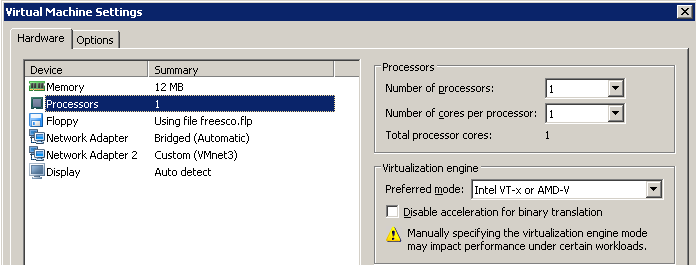 Virtual Machine Settings
Hardware Options
Device Summary
Memory 12 MB
Processors 1
Floppy Using file freesco.flp
Network Adapter Bridged (Automatic)
Network Adapter 2 Custom (VMnet3)
Display Auto detect
Processors
Number of processors: 1
Number of cores per processor: 1
Total processor cores: 1
Virtualization engine
Preferred mode: Intel VT-x or AMD-V
Disable acceleration for binary translation
Manually specifying the virtualization engine mode
may impact performance under certain workloads.